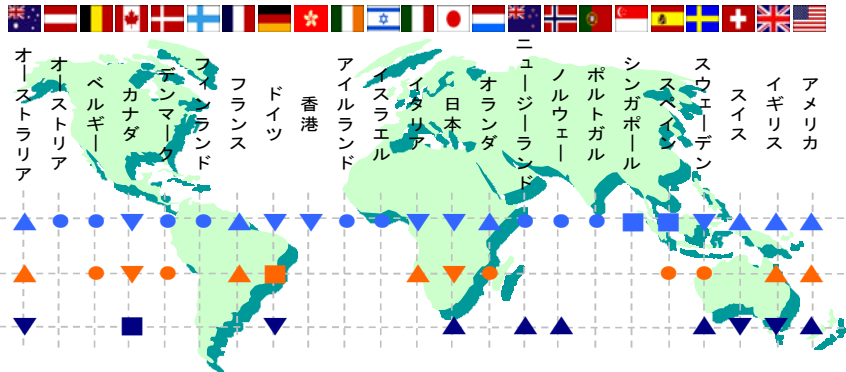 オーストラリア
オーストリア
ベルギー
カナダ
デンマーク
フィンランド
フランス
ドイツ
香港
アイルランド
イスラエル
イタリア
日本
オランダ
ニュージーランド
ノルウェー
ポルトガル
シンガポール
スペイン
スウェーデン
スイス
イギリス
アメリカ